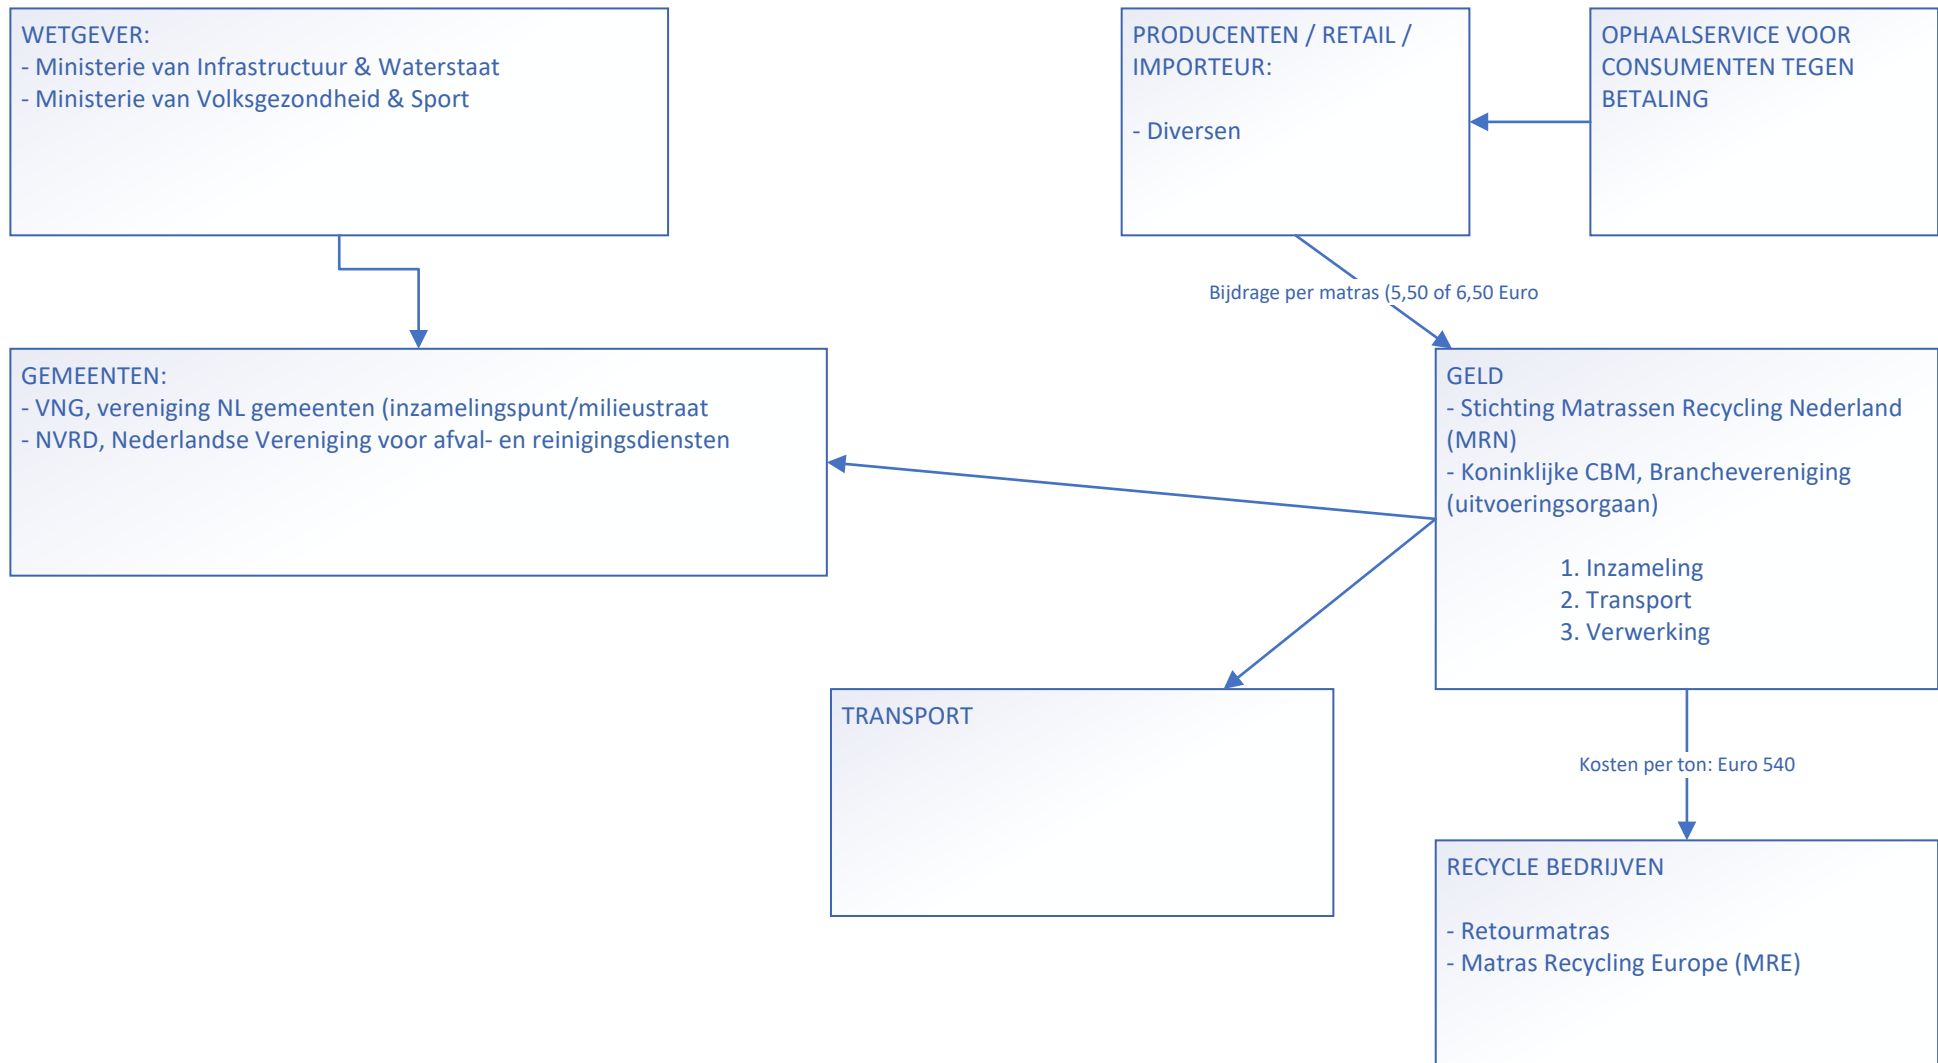 WETGEVER:
- Ministerie van Infrastructuur & Waterstaat
- Ministerie van Volksgezondheid & Sport
PRODUCENTEN / RETAIL /
IMPORTEUR:
- Diversen
OPHAALSERVICE VOOR
CONSUMENTEN TEGEN
BETALING
Bijdrage per matras (5,50 of 6,50 Euro
GEMEENTEN:
- VNG, vereniging NL gemeenten (inzamelingspunt/milieustraat
- NVRD, Nederlandse Vereniging voor afval- en reinigingsdiensten
GELD
- Stichting Matrassen Recycling Nederland
(MRN)
- Koninklijke CBM, Branchevereniging
(uitvoeringsorgaan)
1. Inzameling
2. Transport
3. Verwerking
TRANSPORT
Kosten per ton: Euro 540
RECYCLE BEDRIJVEN
- Retourmatras
- Matras Recycling Europe (MRE)